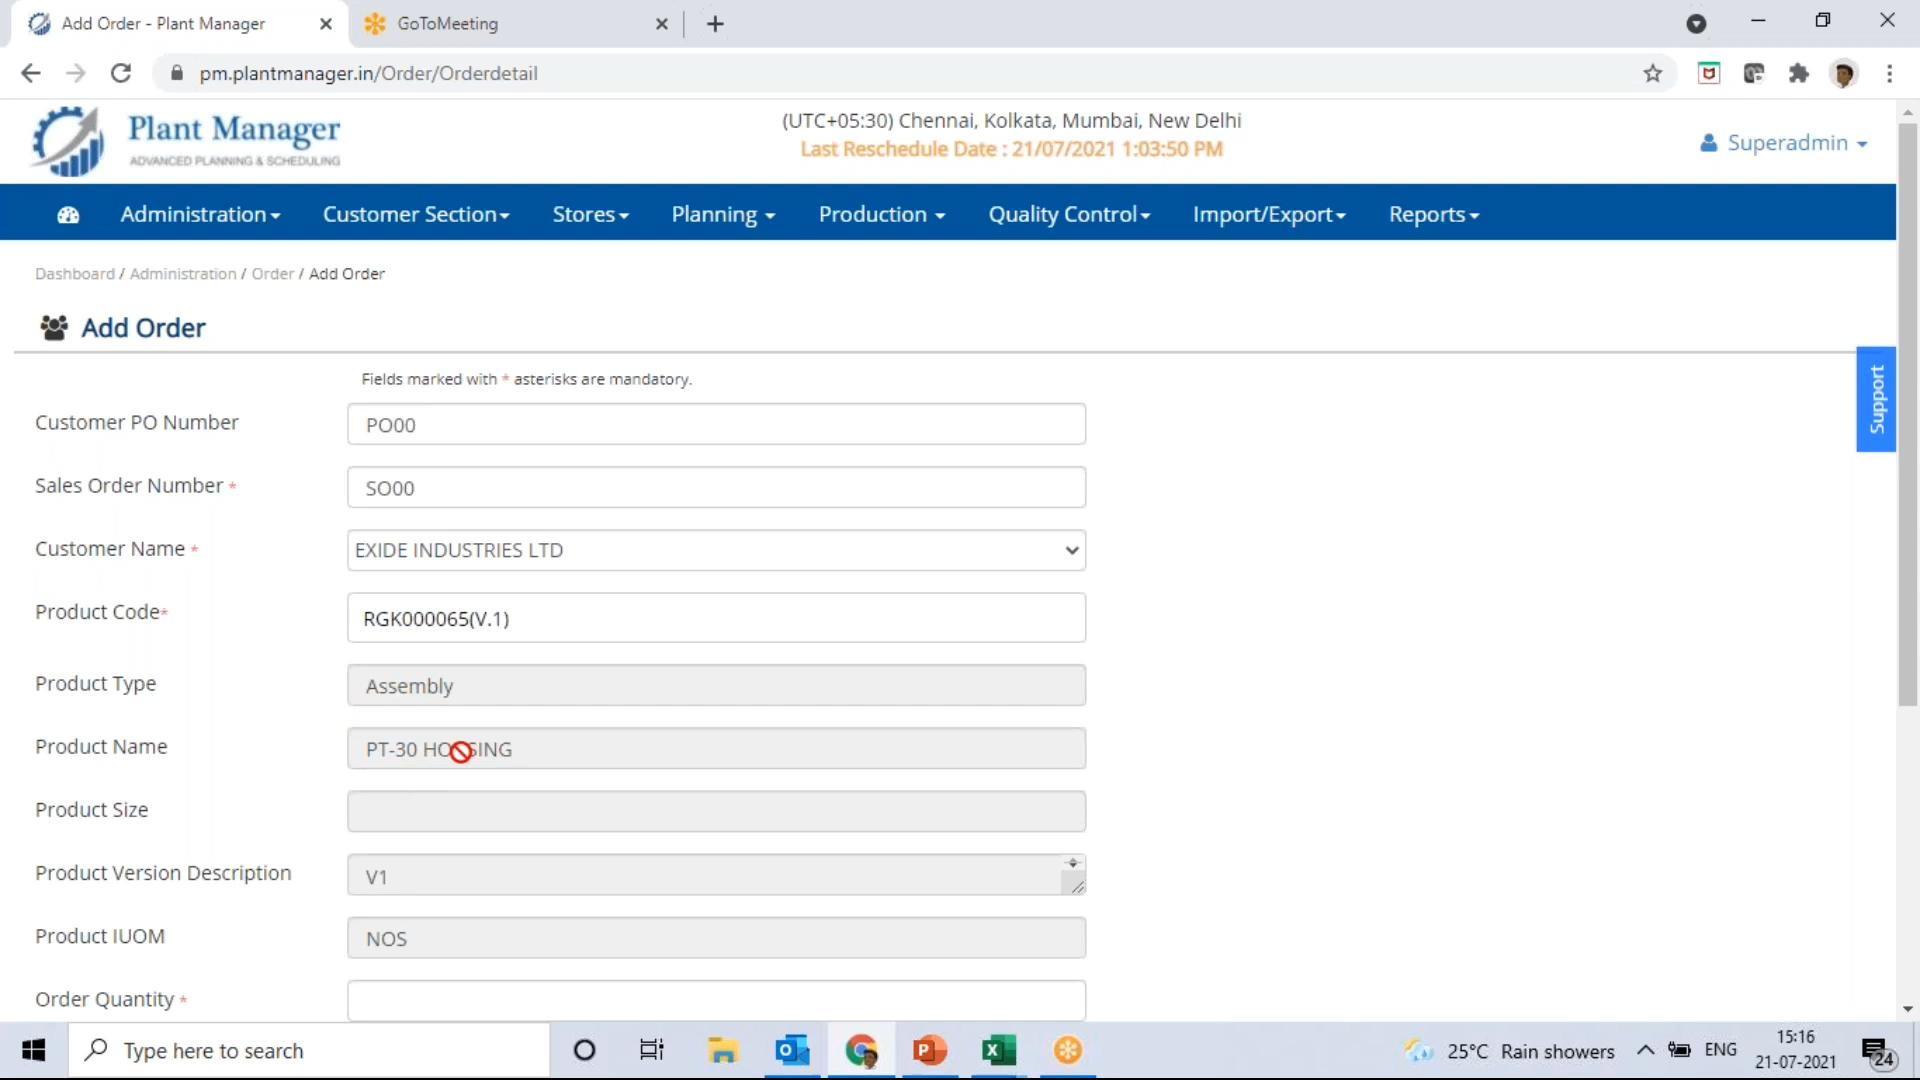 Add Order - Plant Manager
GoToMeeting
pm.plantmanager.in/Order/Orderdetail
Plant Manager
ADVANCED PLANNING & SCHEDULING
(UTC+05:30) Chennai, Kolkata, Mumbai, New Delhi
Last Reschedule Date : 21/07/2021 1:03:50 PM
Superadmin
Administration Customer Section Stores Planning Production Quality Control Import/Export Reports
Dashboard / Administration / Order / Add Order
Add Order
Support
Fields marked with * asterisks are mandatory.
Customer PO Number PO00
Sales Order Number * SO00
Customer Name * EXIDE INDUSTRIES LTD
Product Code* RGK000065(V.1)
Product Type Assembly
Product Name PT-30 HOUSING
Product Size
Product Version Description V1
Product IUOM NOS
Order Quantity *
Type here to search
25°C Rain showers
ENG
15:16
21-07-2021
24